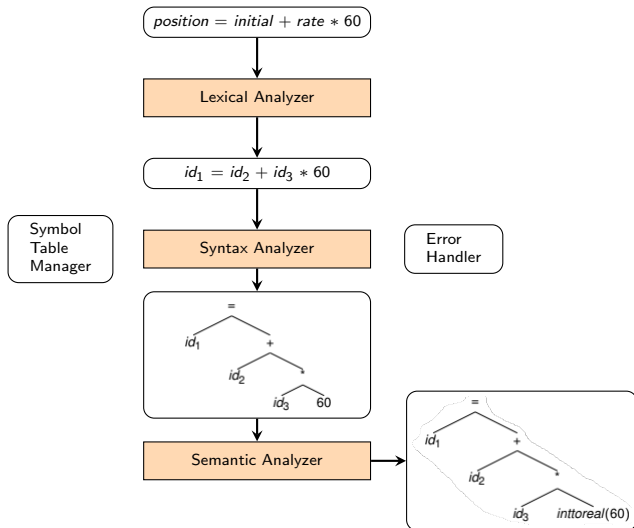 position = initial + rate * 60
Lexical Analyzer
id₁ = id₂ + id₃ * 60
Symbol
Table
Manager
Syntax Analyzer
Error
Handler
=
id₁ +
id₂ *
id₃ 60
Semantic Analyzer
=
id₁ +
id₂ *
id₃ inttoreal(60)